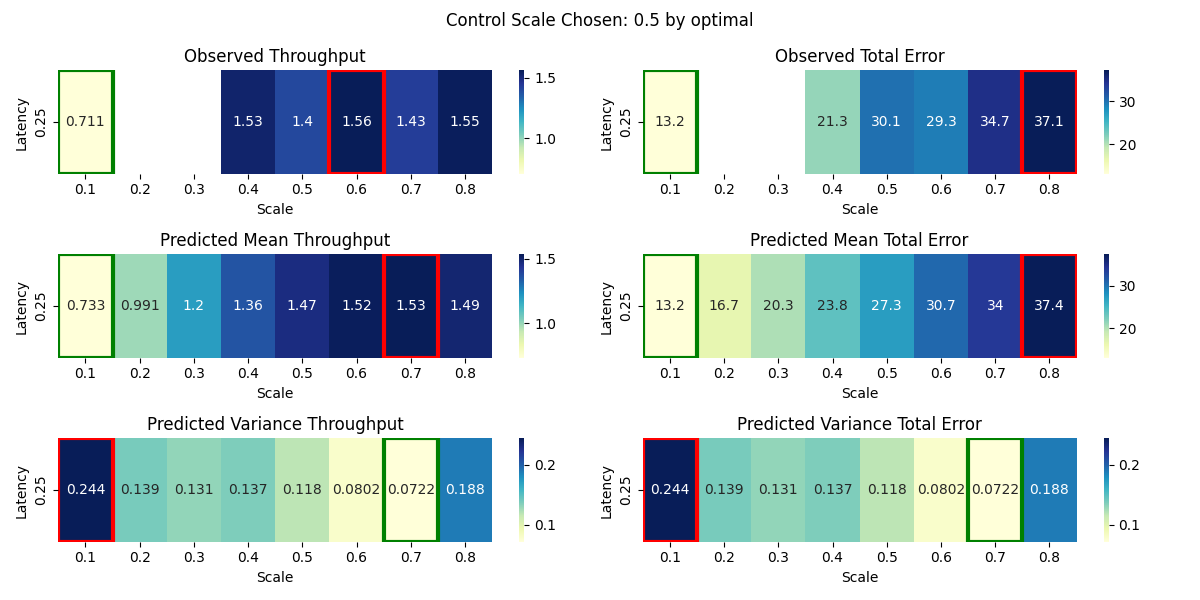 Control Scale Chosen: 0.5 by optimal
Observed Throughput
Latency
0.25
0.711 1.53 1.4 1.56 1.43 1.55
0.1 0.2 0.3 0.4 0.5 0.6 0.7 0.8
Scale
1.5
1.0
Observed Total Error
Latency
0.25
13.2 21.3 30.1 29.3 34.7 37.1
0.1 0.2 0.3 0.4 0.5 0.6 0.7 0.8
Scale
30
20
Predicted Mean Throughput
Latency
0.25
0.733 0.991 1.2 1.36 1.47 1.52 1.53 1.49
0.1 0.2 0.3 0.4 0.5 0.6 0.7 0.8
Scale
1.5
1.0
Predicted Mean Total Error
Latency
0.25
13.2 16.7 20.3 23.8 27.3 30.7 34 37.4
0.1 0.2 0.3 0.4 0.5 0.6 0.7 0.8
Scale
30
20
Predicted Variance Throughput
Latency
0.25
0.244 0.139 0.131 0.137 0.118 0.0802 0.0722 0.188
0.1 0.2 0.3 0.4 0.5 0.6 0.7 0.8
Scale
0.2
0.1
Predicted Variance Total Error
Latency
0.25
0.244 0.139 0.131 0.137 0.118 0.0802 0.0722 0.188
0.1 0.2 0.3 0.4 0.5 0.6 0.7 0.8
Scale
0.2
0.1